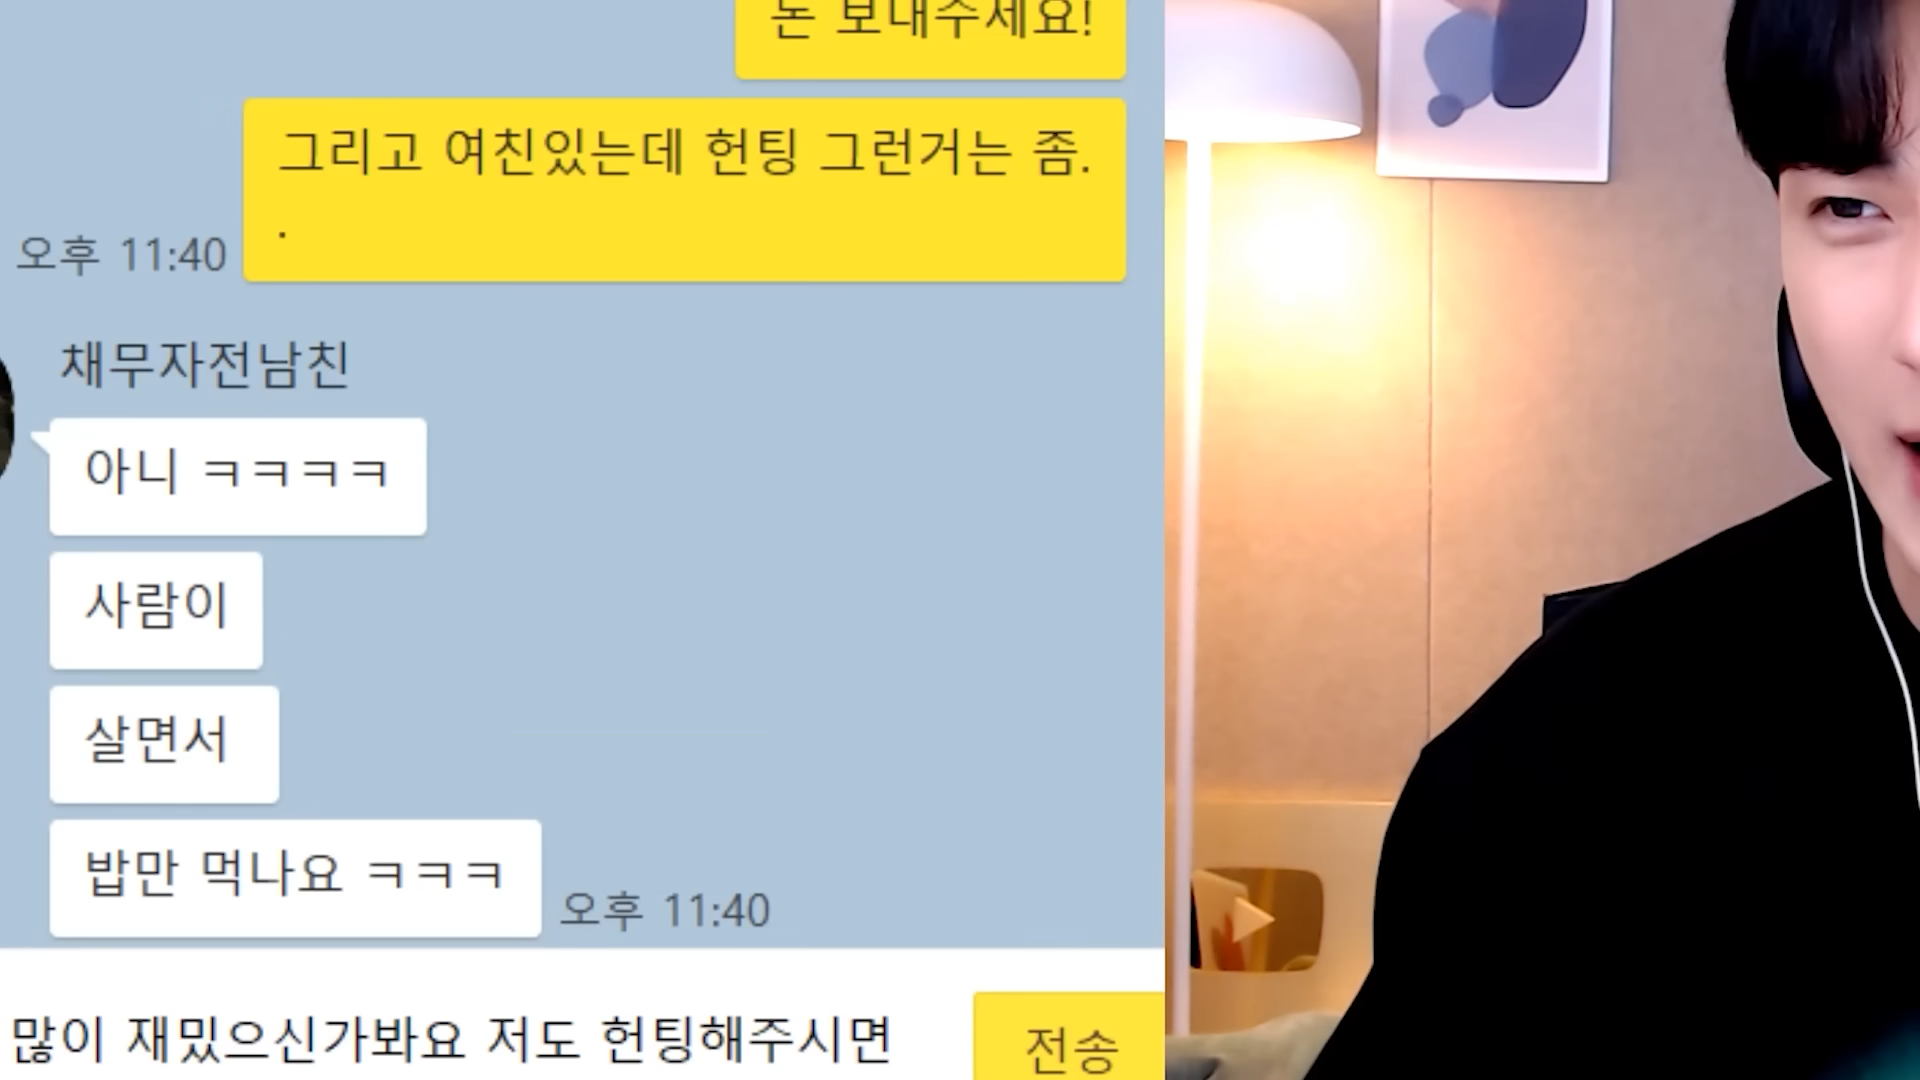 돈 보내주세요!
그리고 여친있는데 헌팅 그런거는 좀.
.
오후 11:40
채무자전남친
아니 ㅋㅋㅋㅋ
사람이
살면서
밥만 먹나요 ㅋㅋㅋ
오후 11:40
많이 재밌으신가봐요 저도 헌팅해주시면
전송